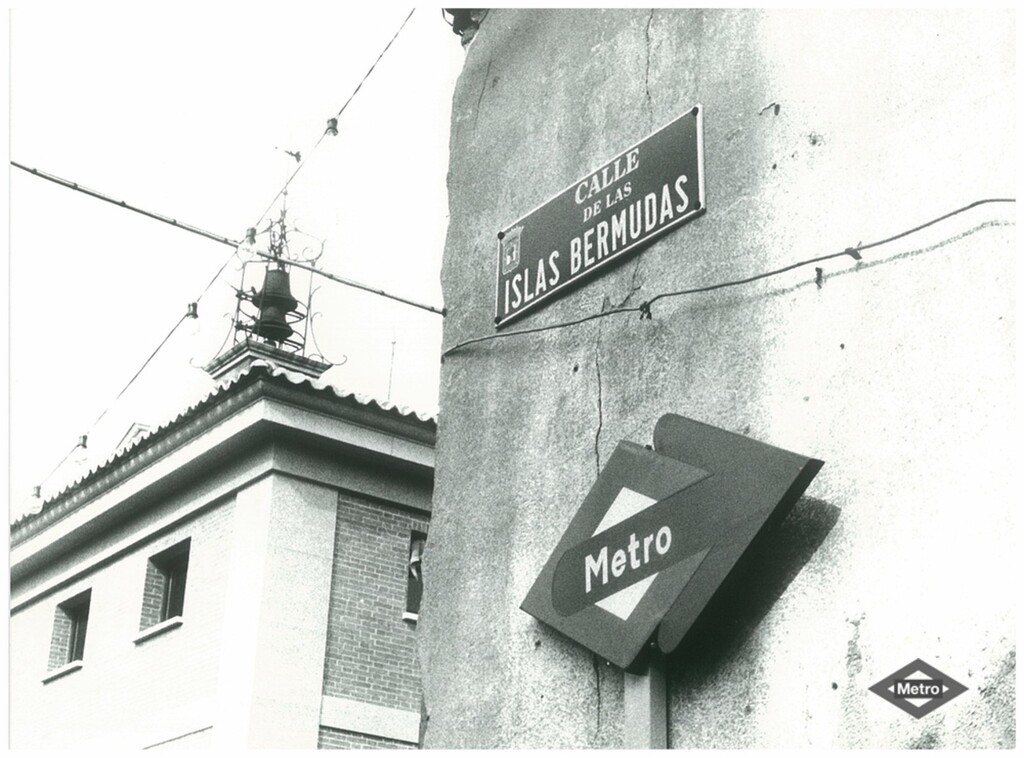 CALLE
DE LAS
ISLAS BERMUDAS
Metro
Metro